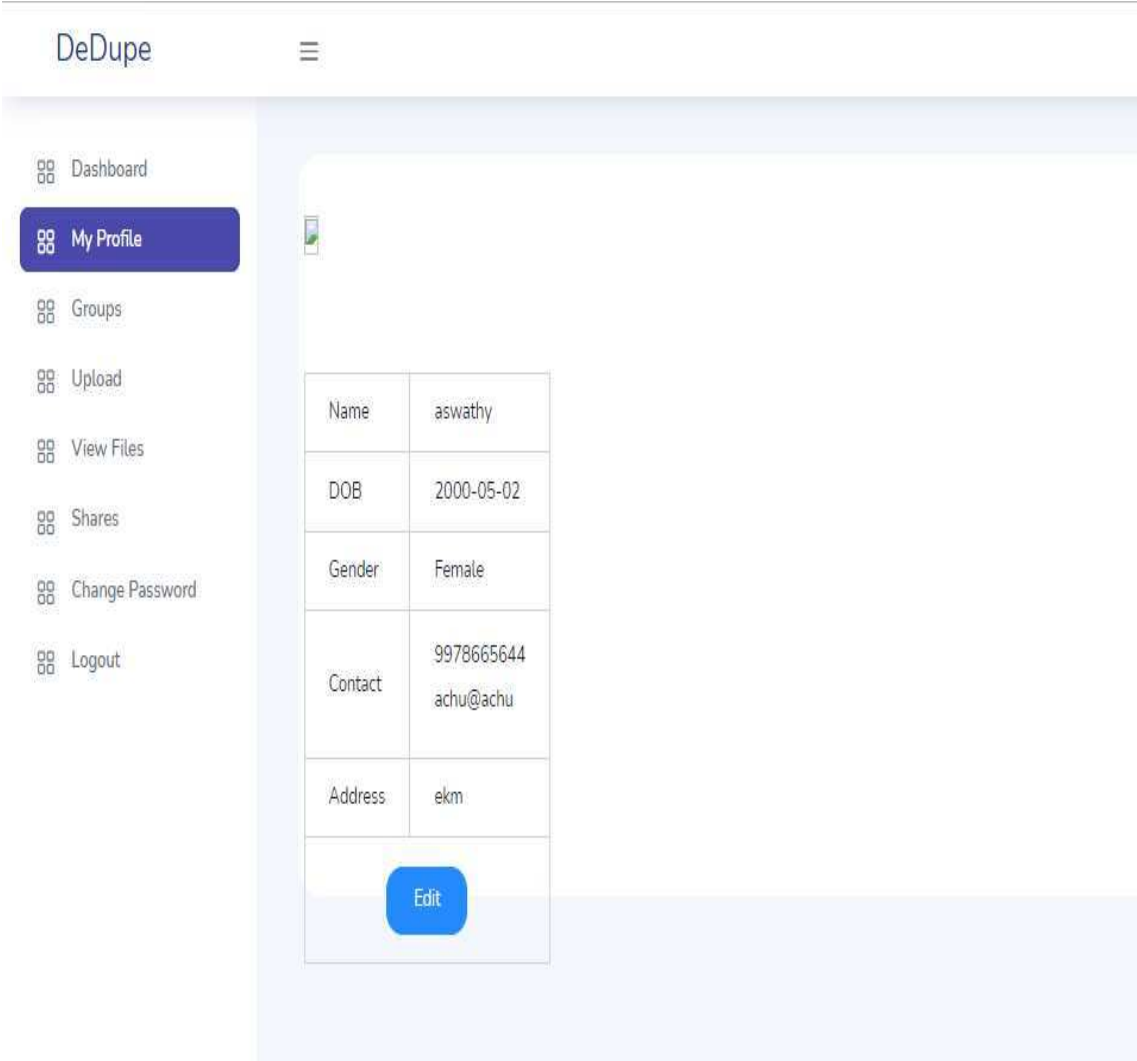 DeDupe
Dashboard
My Profile
Groups
Upload
View Files
Shares
Change Password
Logout
Name aswathy
DOB 2000-05-02
Gender Female
Contact 9978665644
achu@achu
Address ekm
Edit